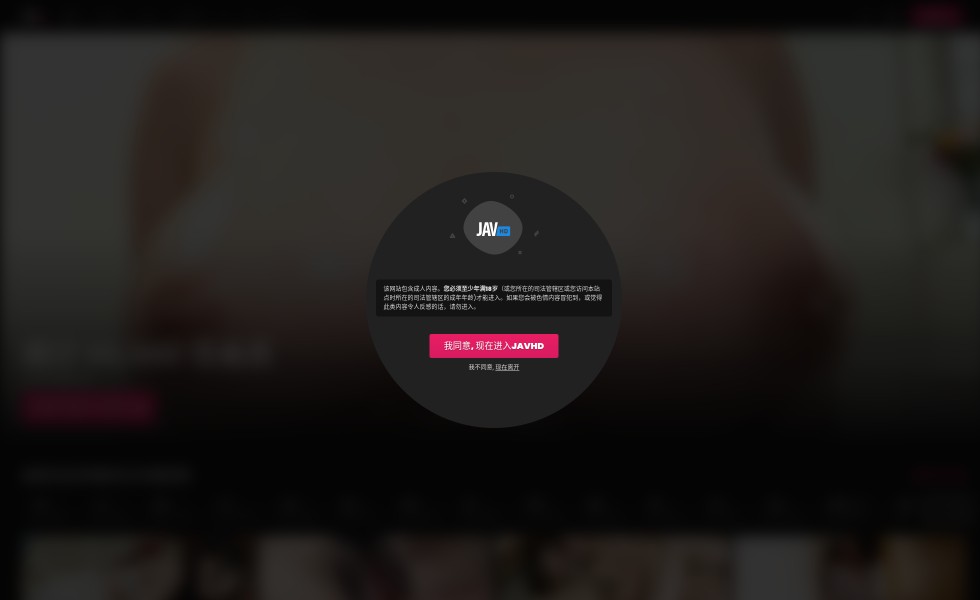 JAV HD
该网站包含成人内容。您必须至少年满18岁（或您所在的司法管辖区或您访问本站
点时所在的司法管辖区的成年年龄)才能进入。如果您会被色情内容冒犯到，或觉得
此类内容令人反感的话，请勿进入。
我同意, 现在进入JAVHD
我不同意, 现在离开